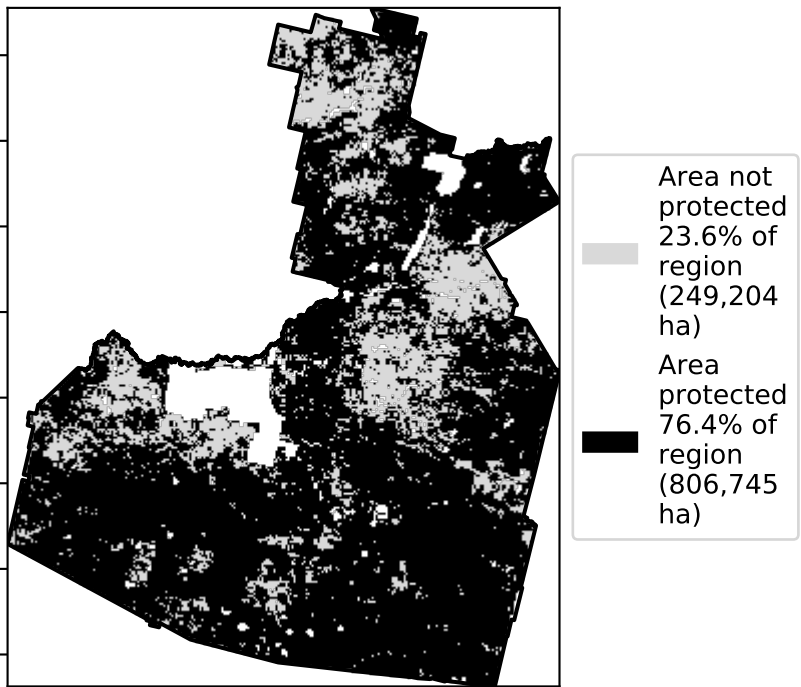 Area not
protected
23.6% of
region
(249,204
ha)
Area
protected
76.4% of
region
(806,745
ha)